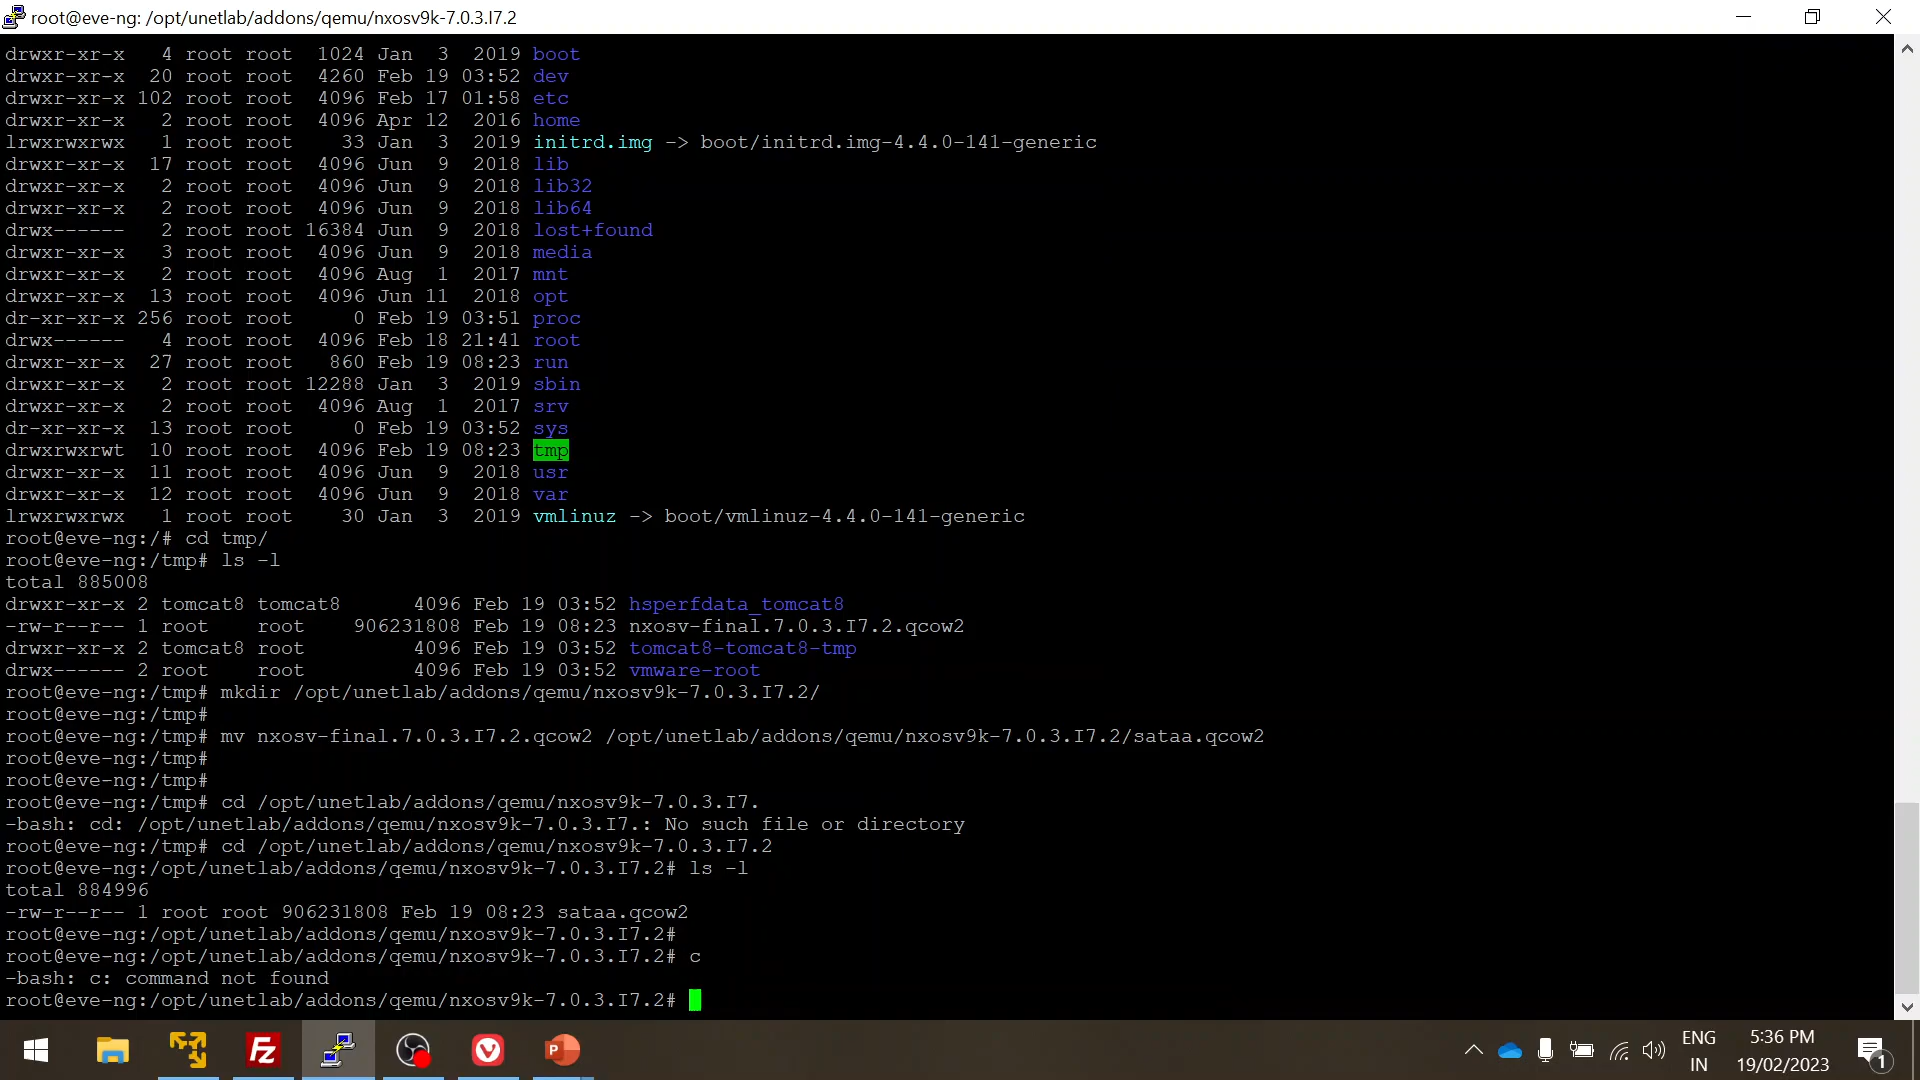 root@eve-ng: /opt/unetlab/addons/qemu/nxosv9k-7.0.3.I7.2
drwxr-xr-x   4 root root  1024 Jan  3  2019 boot
drwxr-xr-x  20 root root  4260 Feb 19 03:52 dev
drwxr-xr-x 102 root root  4096 Feb 17 01:58 etc
drwxr-xr-x   2 root root  4096 Apr 12  2016 home
lrwxrwxrwx   1 root root    33 Jan  3  2019 initrd.img -> boot/initrd.img-4.4.0-141-generic
drwxr-xr-x  17 root root  4096 Jun  9  2018 lib
drwxr-xr-x   2 root root  4096 Jun  9  2018 lib32
drwxr-xr-x   2 root root  4096 Jun  9  2018 lib64
drwx------   2 root root 16384 Jun  9  2018 lost+found
drwxr-xr-x   3 root root  4096 Jun  9  2018 media
drwxr-xr-x   2 root root  4096 Aug  1  2017 mnt
drwxr-xr-x  13 root root  4096 Jun 11  2018 opt
dr-xr-xr-x 256 root root     0 Feb 19 03:51 proc
drwx------   4 root root  4096 Feb 18 21:41 root
drwxr-xr-x  27 root root   860 Feb 19 08:23 run
drwxr-xr-x   2 root root 12288 Jan  3  2019 sbin
drwxr-xr-x   2 root root  4096 Aug  1  2017 srv
dr-xr-xr-x  13 root root     0 Feb 19 03:52 sys
drwxrwxrwt  10 root root  4096 Feb 19 08:23 tmp
drwxr-xr-x  11 root root  4096 Jun  9  2018 usr
drwxr-xr-x  12 root root  4096 Jun  9  2018 var
lrwxrwxrwx   1 root root    30 Jan  3  2019 vmlinuz -> boot/vmlinuz-4.4.0-141-generic
root@eve-ng:/# cd tmp/
root@eve-ng:/tmp# ls -l
total 885008
drwxr-xr-x 2 tomcat8 tomcat8      4096 Feb 19 03:52 hsperfdata_tomcat8
-rw-r--r-- 1 root    root    906231808 Feb 19 08:23 nxosv-final.7.0.3.I7.2.qcow2
drwxr-xr-x 2 tomcat8 root         4096 Feb 19 03:52 tomcat8-tomcat8-tmp
drwx------ 2 root    root         4096 Feb 19 03:52 vmware-root
root@eve-ng:/tmp# mkdir /opt/unetlab/addons/qemu/nxosv9k-7.0.3.I7.2/
root@eve-ng:/tmp#
root@eve-ng:/tmp# mv nxosv-final.7.0.3.I7.2.qcow2 /opt/unetlab/addons/qemu/nxosv9k-7.0.3.I7.2/sataa.qcow2
root@eve-ng:/tmp#
root@eve-ng:/tmp#
root@eve-ng:/tmp# cd /opt/unetlab/addons/qemu/nxosv9k-7.0.3.I7.
-bash: cd: /opt/unetlab/addons/qemu/nxosv9k-7.0.3.I7.: No such file or directory
root@eve-ng:/tmp# cd /opt/unetlab/addons/qemu/nxosv9k-7.0.3.I7.2
root@eve-ng:/opt/unetlab/addons/qemu/nxosv9k-7.0.3.I7.2# ls -l
total 884996
-rw-r--r-- 1 root root 906231808 Feb 19 08:23 sataa.qcow2
root@eve-ng:/opt/unetlab/addons/qemu/nxosv9k-7.0.3.I7.2#
root@eve-ng:/opt/unetlab/addons/qemu/nxosv9k-7.0.3.I7.2# c
-bash: c: command not found
root@eve-ng:/opt/unetlab/addons/qemu/nxosv9k-7.0.3.I7.2#
Fz
P
ENG
IN
5:36 PM
19/02/2023
1